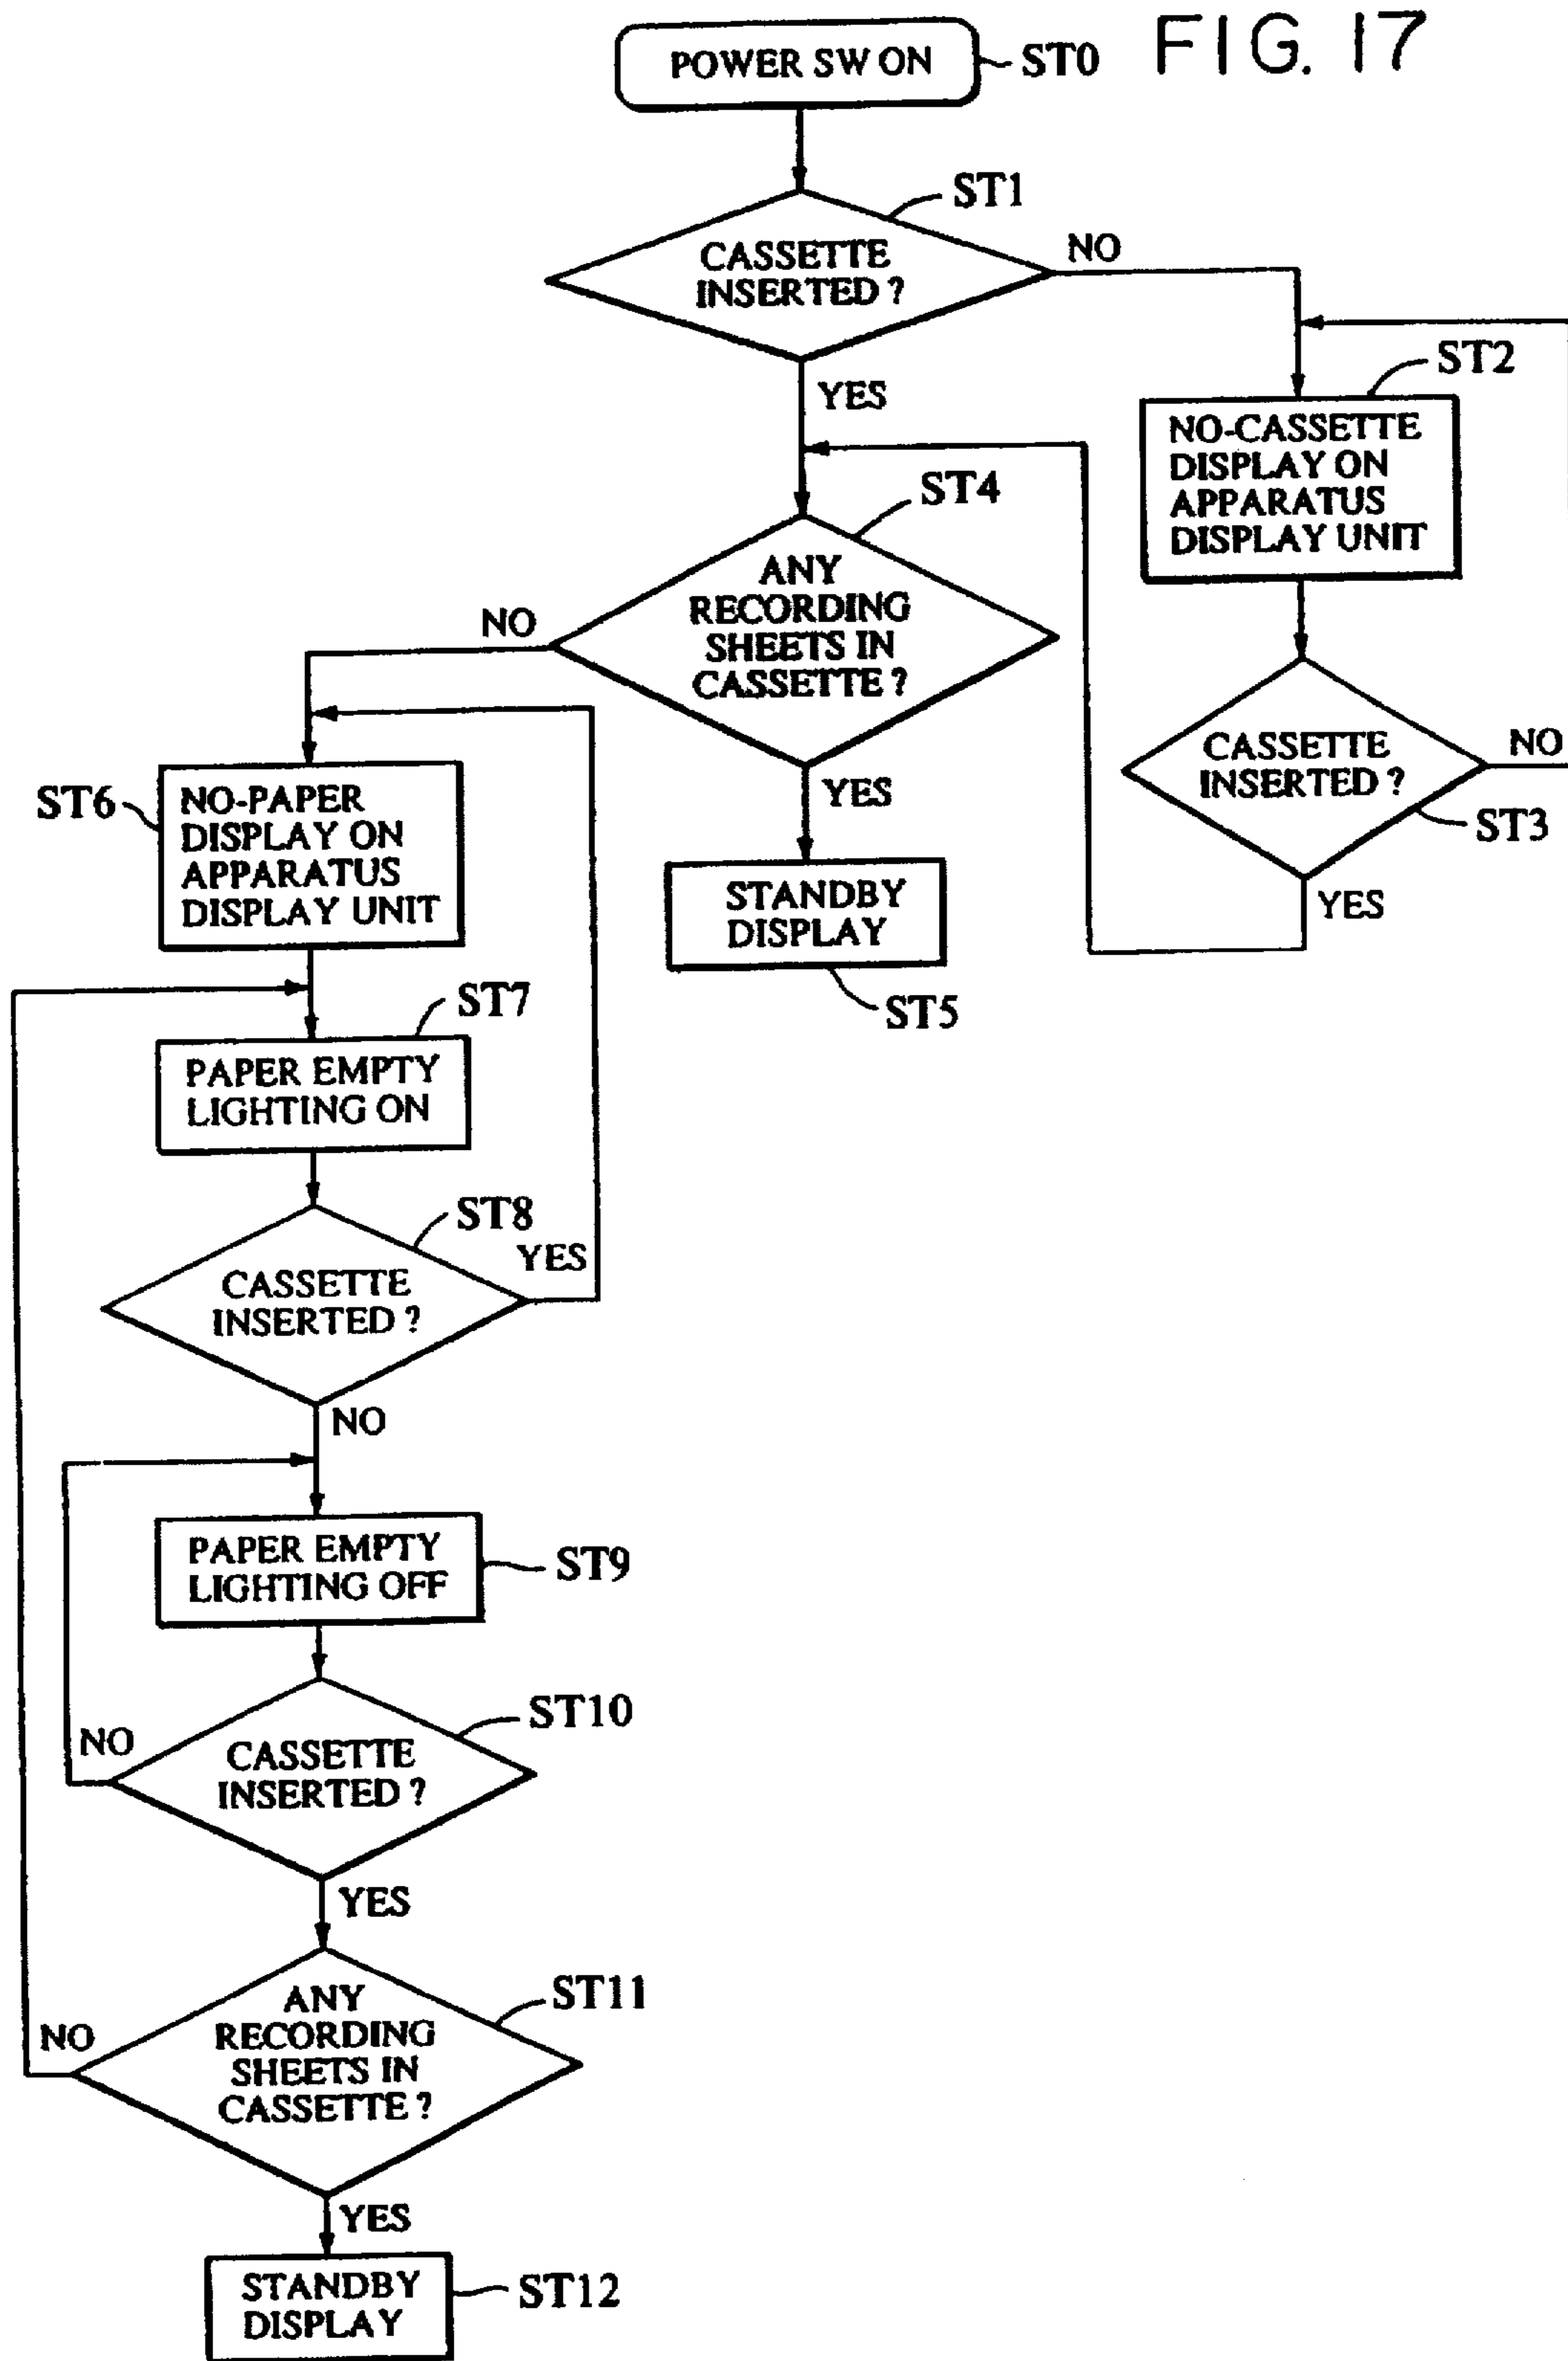 FIG. 17
POWER SW ON
ST0
ST1
CASSETTE
INSERTED ?
NO
YES
ST2
NO-CASSETTE
DISPLAY ON
APPARATUS
DISPLAY UNIT
ST4
ANY
RECORDING
SHEETS IN
CASSETTE ?
NO
YES
CASSETTE
INSERTED ?
NO
ST3
YES
ST6
NO-PAPER
DISPLAY ON
APPARATUS
DISPLAY UNIT
STANDBY
DISPLAY
ST5
ST7
PAPER EMPTY
LIGHTING ON
ST8
YES
CASSETTE
INSERTED ?
NO
PAPER EMPTY
LIGHTING OFF
ST9
ST10
NO
CASSETTE
INSERTED ?
YES
ST11
NO
ANY
RECORDING
SHEETS IN
CASSETTE ?
YES
STANDBY
DISPLAY
ST12